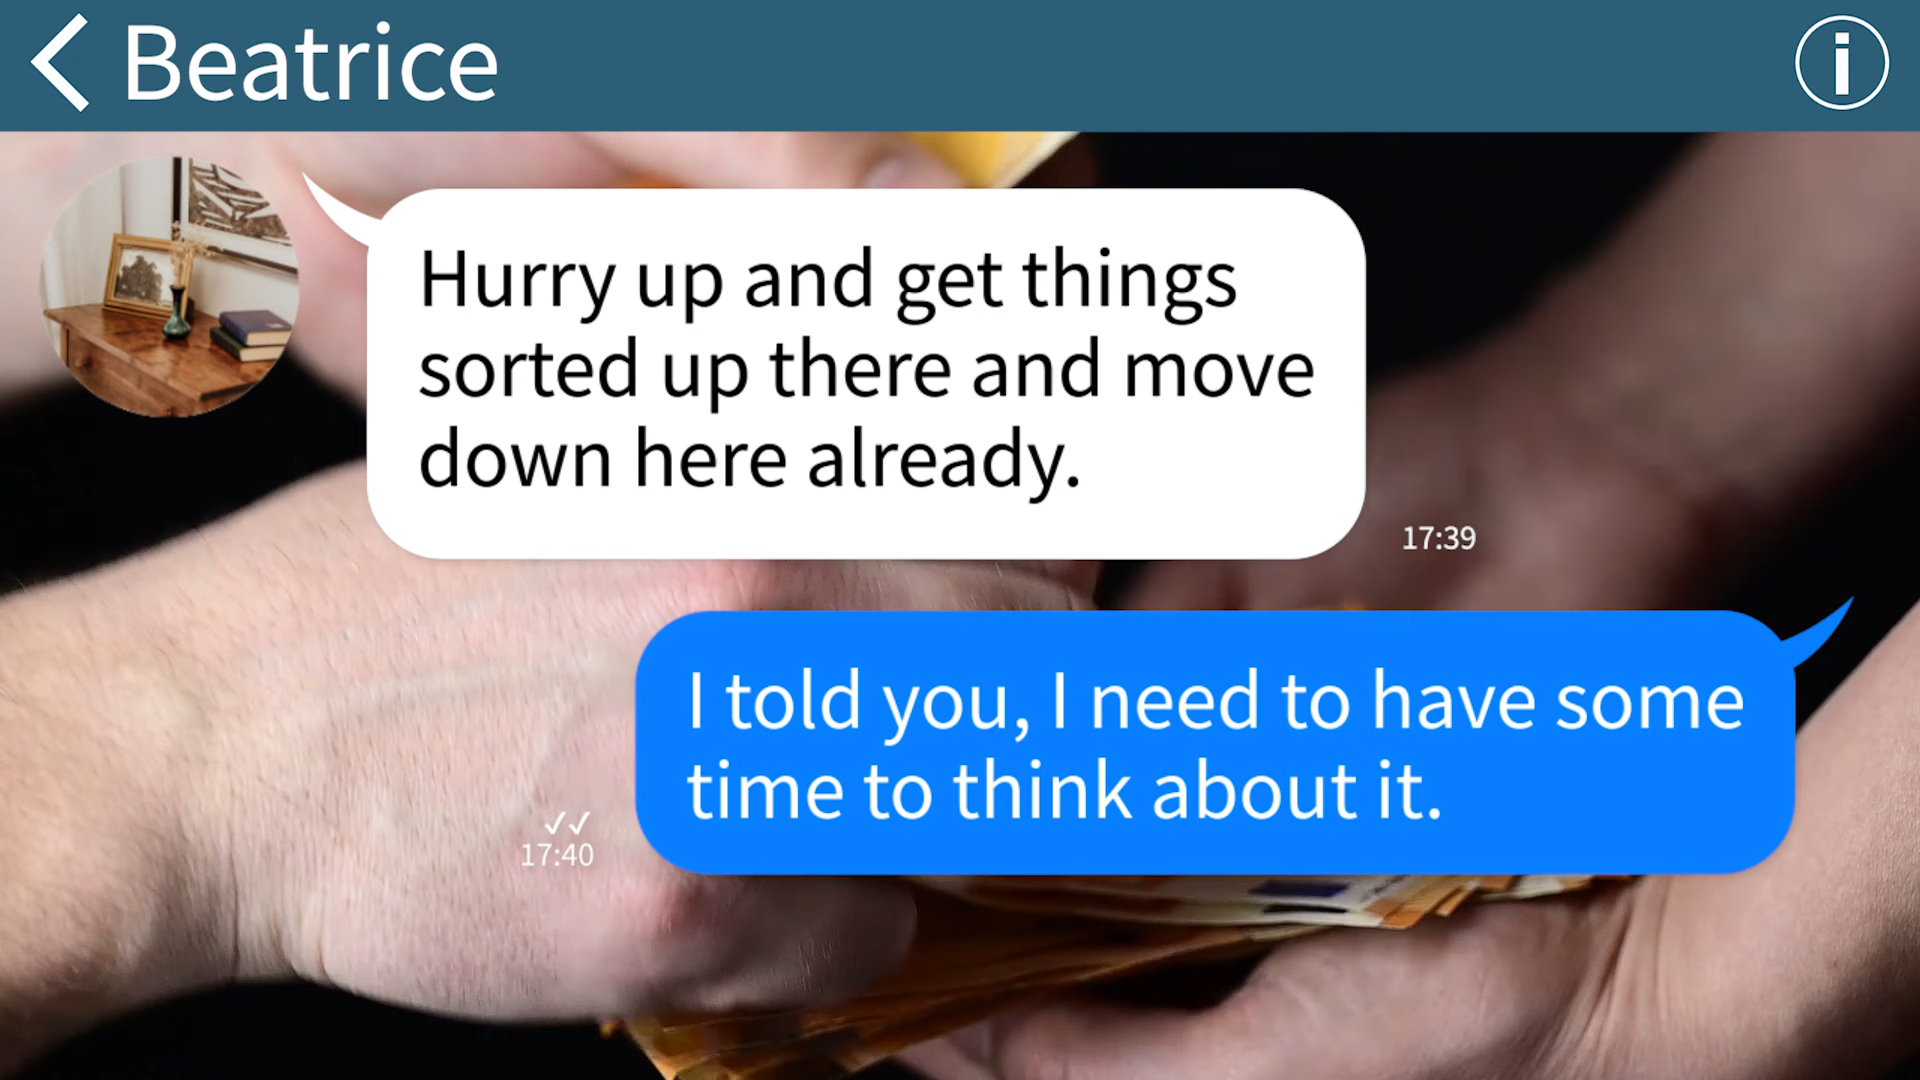 Beatrice
Hurry up and get things
sorted up there and move
down here already.
17:39
I told you, I need to have some
time to think about it.
✓✓
17:40